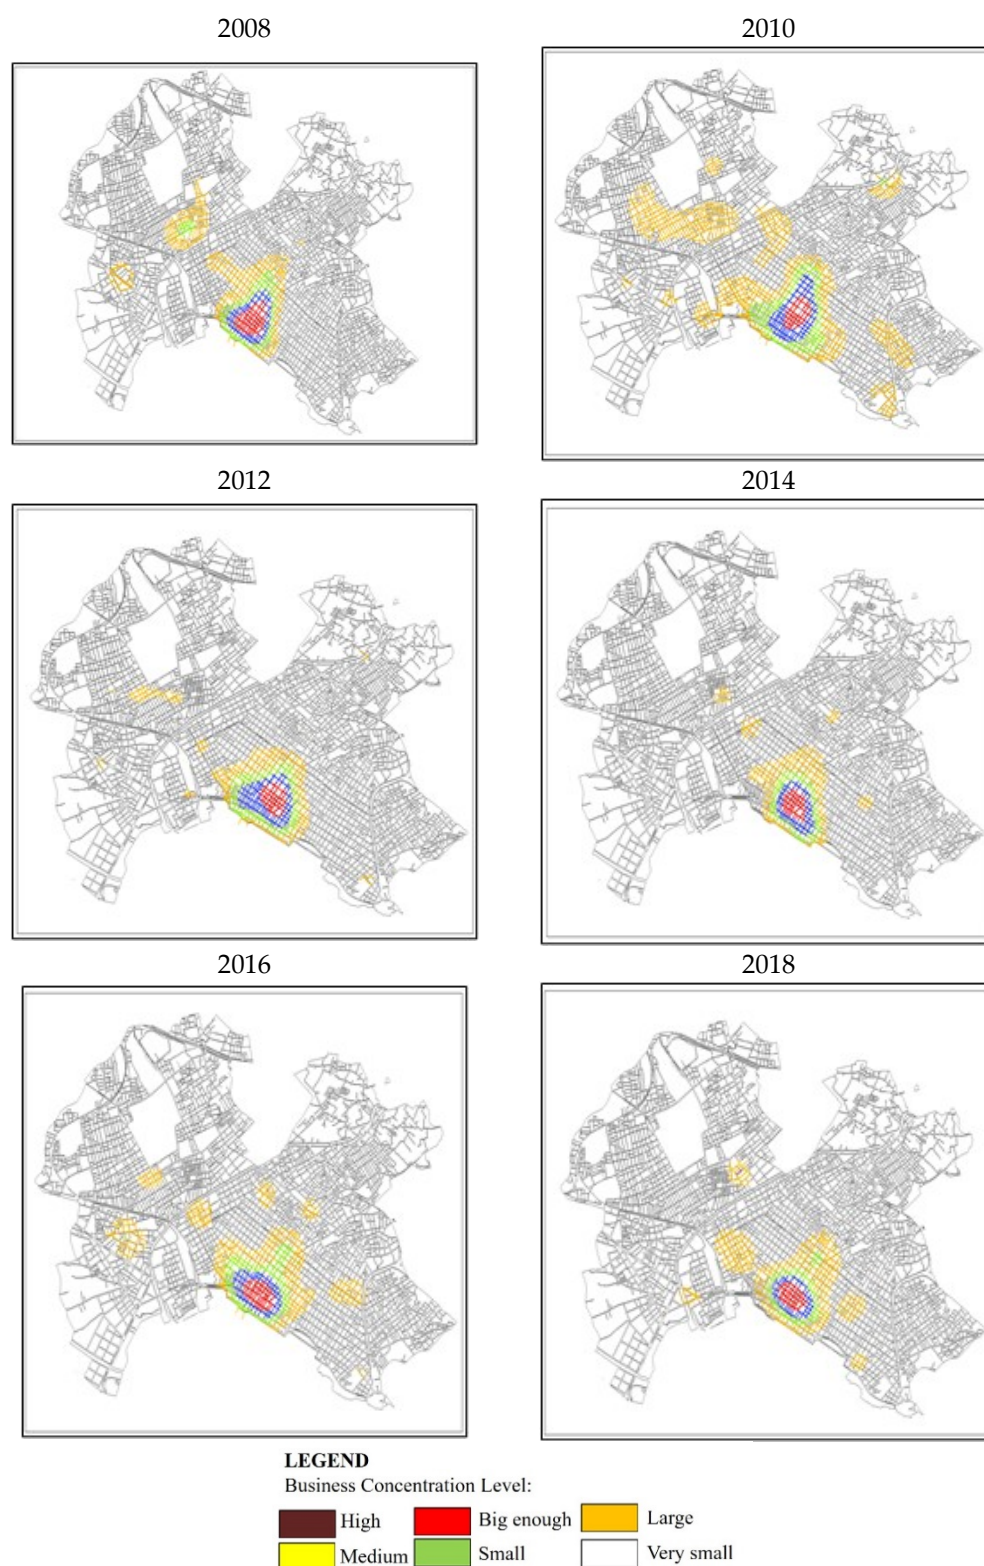 2008 2010
2012 2014
2016 2018
LEGEND
Business Concentration Level:
High Big enough Large
Medium Small Very small